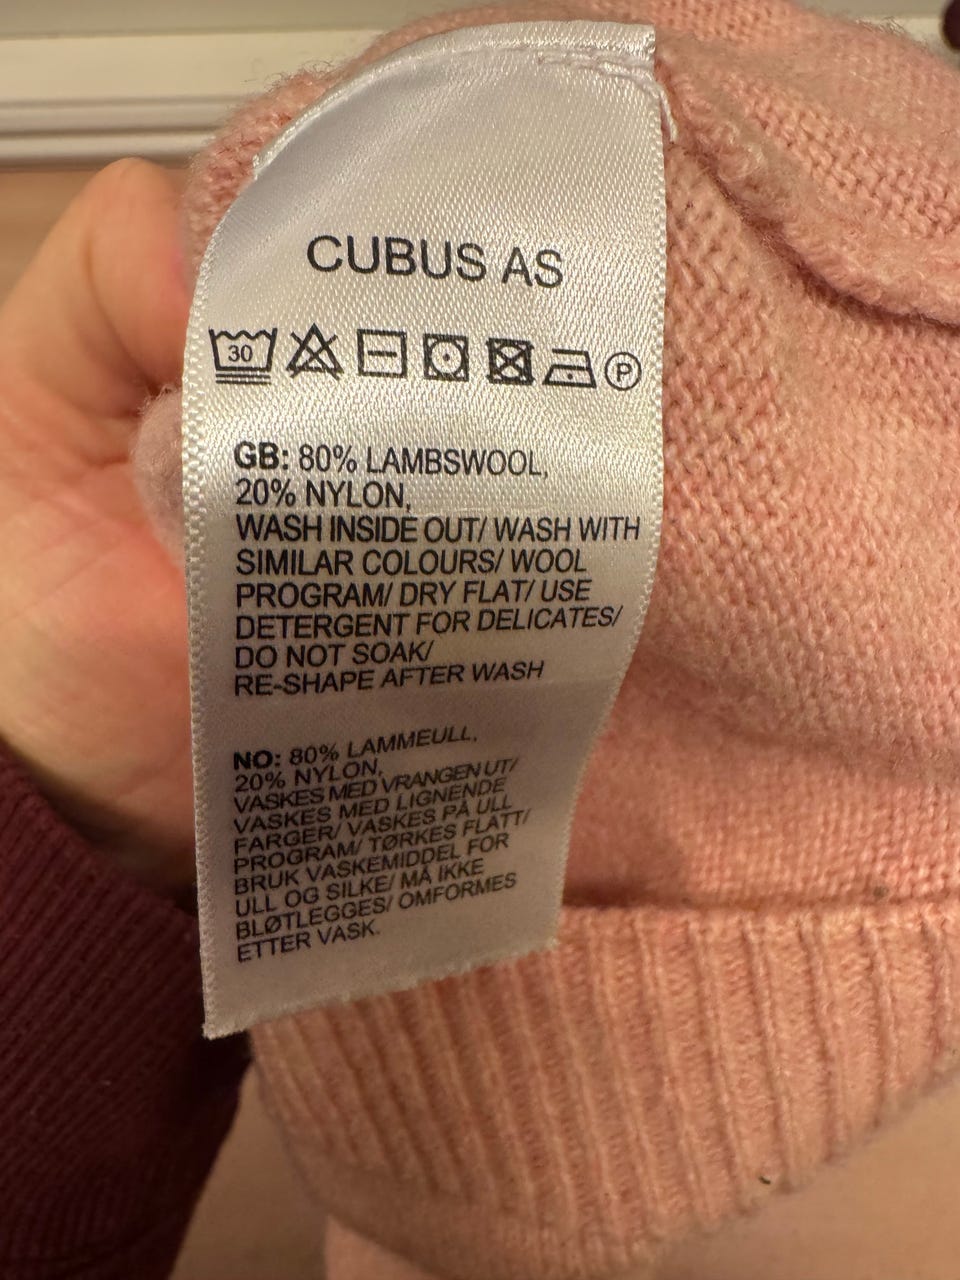 CUBUS AS
30 P
GB: 80% LAMBSWOOL,
20% NYLON,
WASH INSIDE OUT/ WASH WITH
SIMILAR COLOURS/ WOOL
PROGRAM/ DRY FLAT/ USE
DETERGENT FOR DELICATES/
DO NOT SOAK/
RE-SHAPE AFTER WASH
NO: 80% LAMMEULL,
20% NYLON,
VASKES MED VRANGEN UT/
VASKES MED LIGNENDE
FARGER/ VASKES PÅ ULL
PROGRAM/ TØRKES FLATT/
BRUK VASKEMIDDEL FOR
ULL OG SILKE/ MÅ IKKE
BLØTLEGGES/ OMFORMES
ETTER VASK.